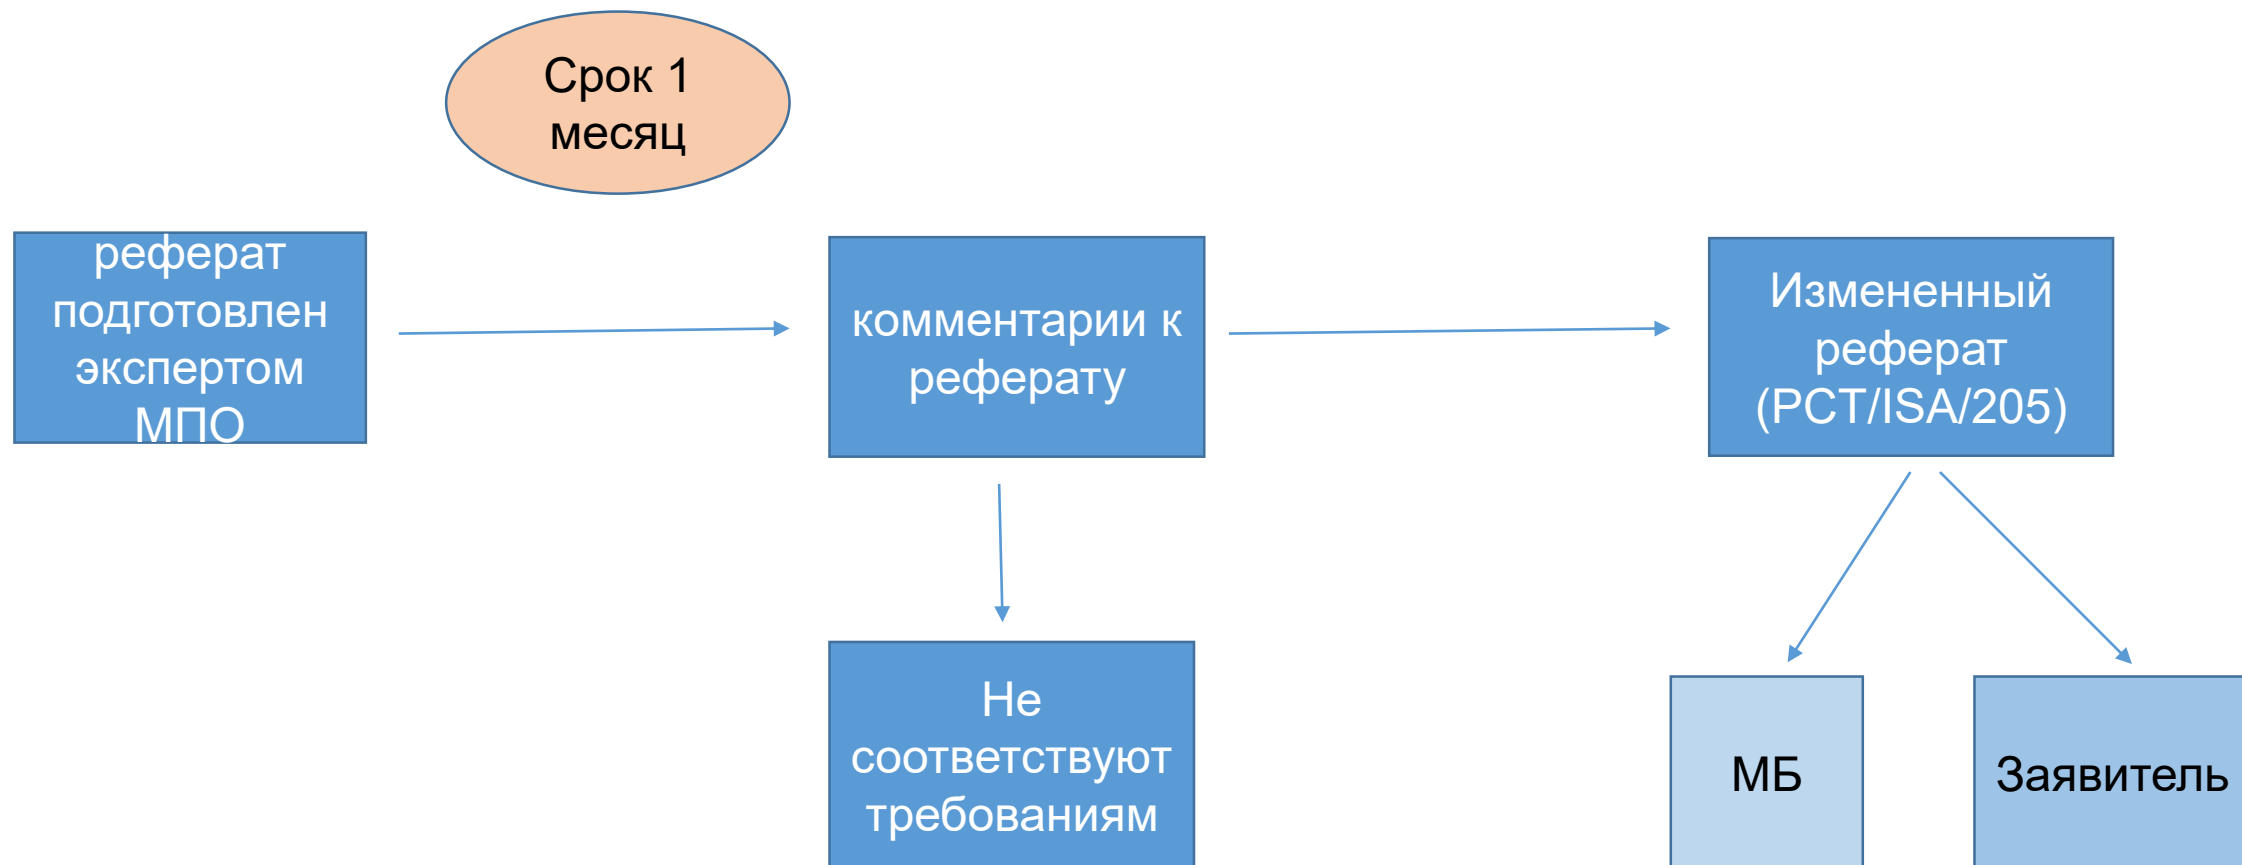 Срок 1
месяц
реферат
подготовлен
экспертом
МПО
комментарии к
реферату
Измененный
реферат
(PCT/ISA/205)
Не
соответствуют
требованиям
МБ
Заявитель